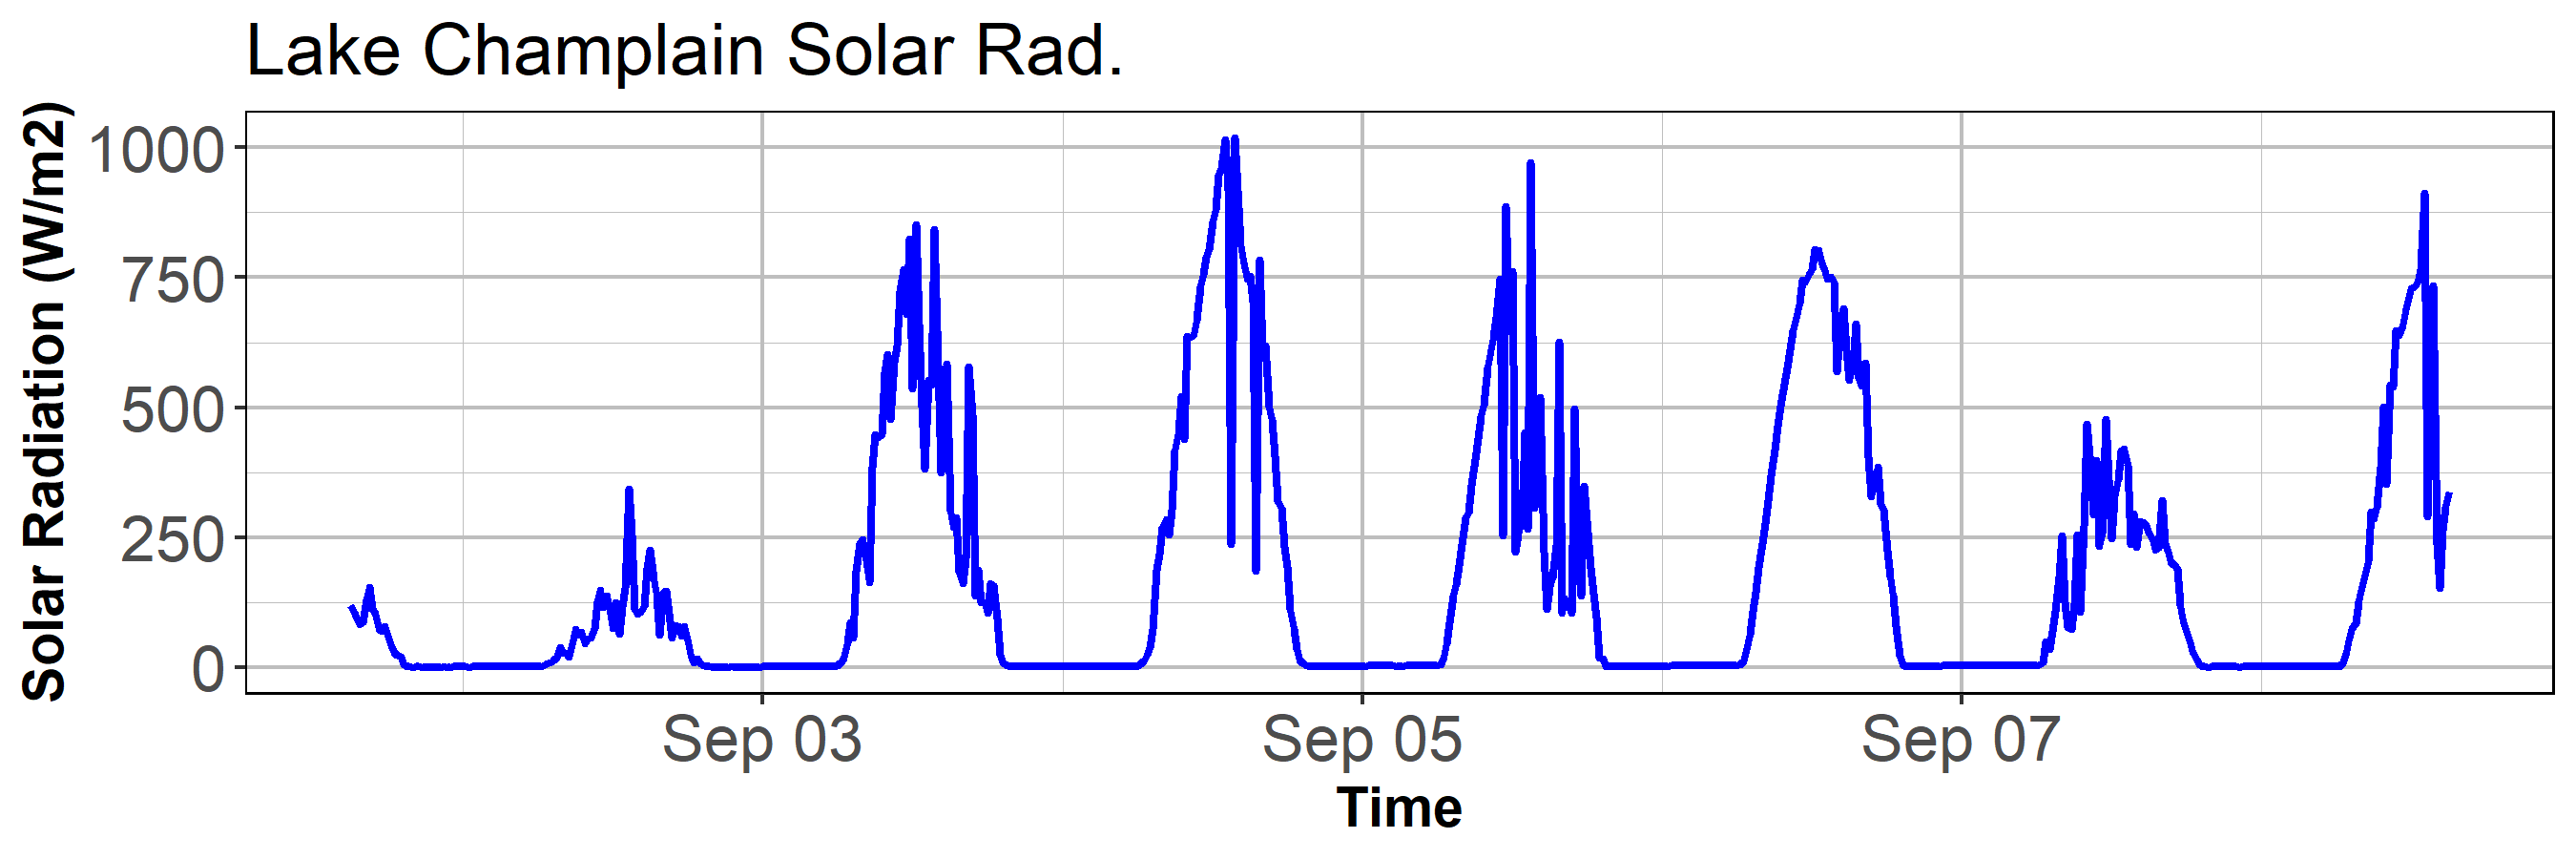 Lake Champlain Solar Rad.
Solar Radiation (W/m2)
1000
750
500
250
0
Sep 03
Sep 05
Sep 07
Time